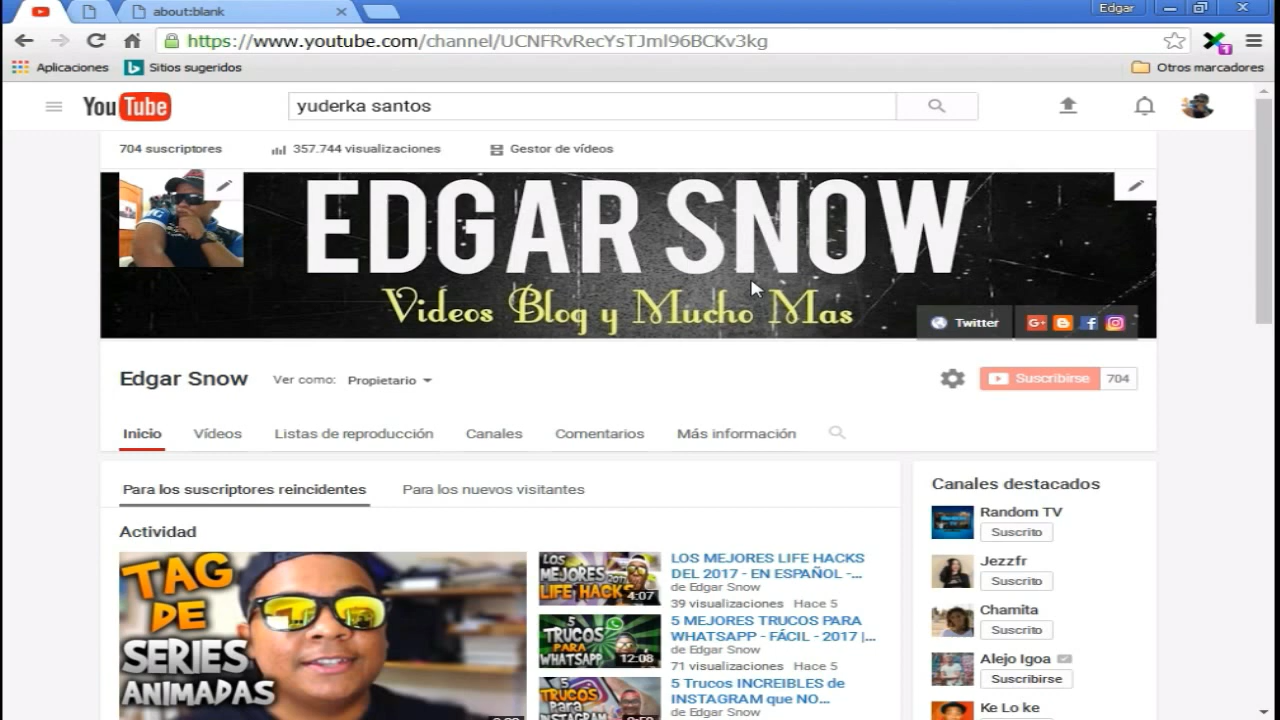 about:blank
Edgar
https://www.youtube.com/channel/UCNFRvRecYsTJml96BCKv3kg
1
Aplicaciones
Sitios sugeridos
Otros marcadores
YouTube
yuderka santos
704 suscriptores
357.744 visualizaciones
Gestor de vídeos
EDGAR SNOW
Videos Blog y Mucho Mas
Twitter
G+
Edgar Snow
Ver como:
Propietario
Suscribirse
704
Inicio
Vídeos
Listas de reproducción
Canales
Comentarios
Más información
Para los suscriptores reincidentes
Para los nuevos visitantes
Actividad
TAG
DE
SERIES
ANIMADAS
LOS
MEJORES 2017
LIFE HACKS
4:07
LOS MEJORES LIFE HACKS
DEL 2017 - EN ESPAÑOL -...
de Edgar Snow
39 visualizaciones
Hace 5
5
TRUCOS
PARA
WHATSAPP
12:08
5 MEJORES TRUCOS PARA
WHATSAPP - FÁCIL - 2017 |...
de Edgar Snow
71 visualizaciones
Hace 5
5
TRUCOS
Para
INSTAGRAM
5 Trucos INCREIBLES de
INSTAGRAM que NO...
de Edgar Snow
Canales destacados
Random TV
Suscrito
Jezzfr
Suscrito
Chamita
Suscrito
Alejo Igoa
Suscribirse
Ke Lo ke